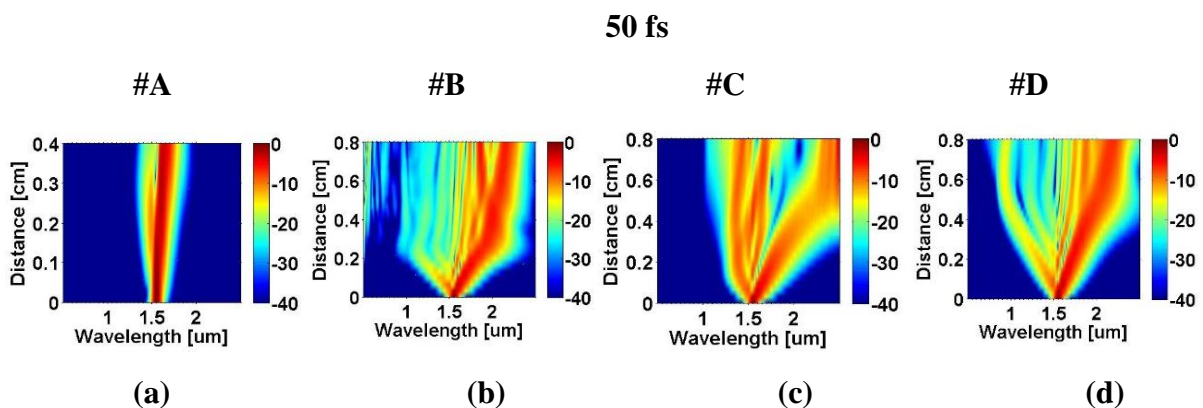 50 fs
#A #B #C #D
0.4 0 0.8 0 0.8 0 0.8 0
0.3 -10 0.6 -10 0.6 -10 0.6 -10
0.2 -20 0.4 -20 0.4 -20 0.4 -20
0.1 -30 0.2 -30 0.2 -30 0.2 -30
0 -40 0 -40 0 -40 0 -40
Distance [cm] Distance [cm] Distance [cm] Distance [cm]
1 1.5 2 1 1.5 2 1 1.5 2 1 1.5 2
Wavelength [um] Wavelength [um] Wavelength [um] Wavelength [um]
(a) (b) (c) (d)